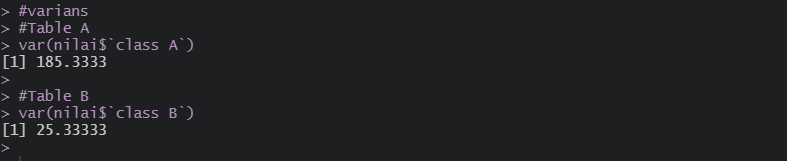 > #varians
> #Table A
> var(nilai$`class A`)
[1] 185.3333
>
> #Table B
> var(nilai$`class B`)
[1] 25.33333
>